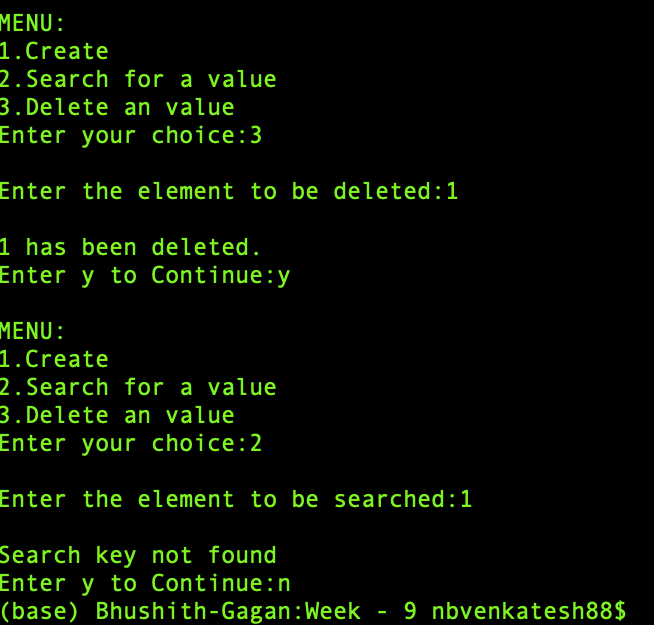 MENU:
1.Create
2.Search for a value
3.Delete an value
Enter your choice:3
Enter the element to be deleted:1
1 has been deleted.
Enter y to Continue:y
MENU:
1.Create
2.Search for a value
3.Delete an value
Enter your choice:2
Enter the element to be searched:1
Search key not found
Enter y to Continue:n
(base) Bhushith-Gagan:Week - 9 nbvenkatesh88$